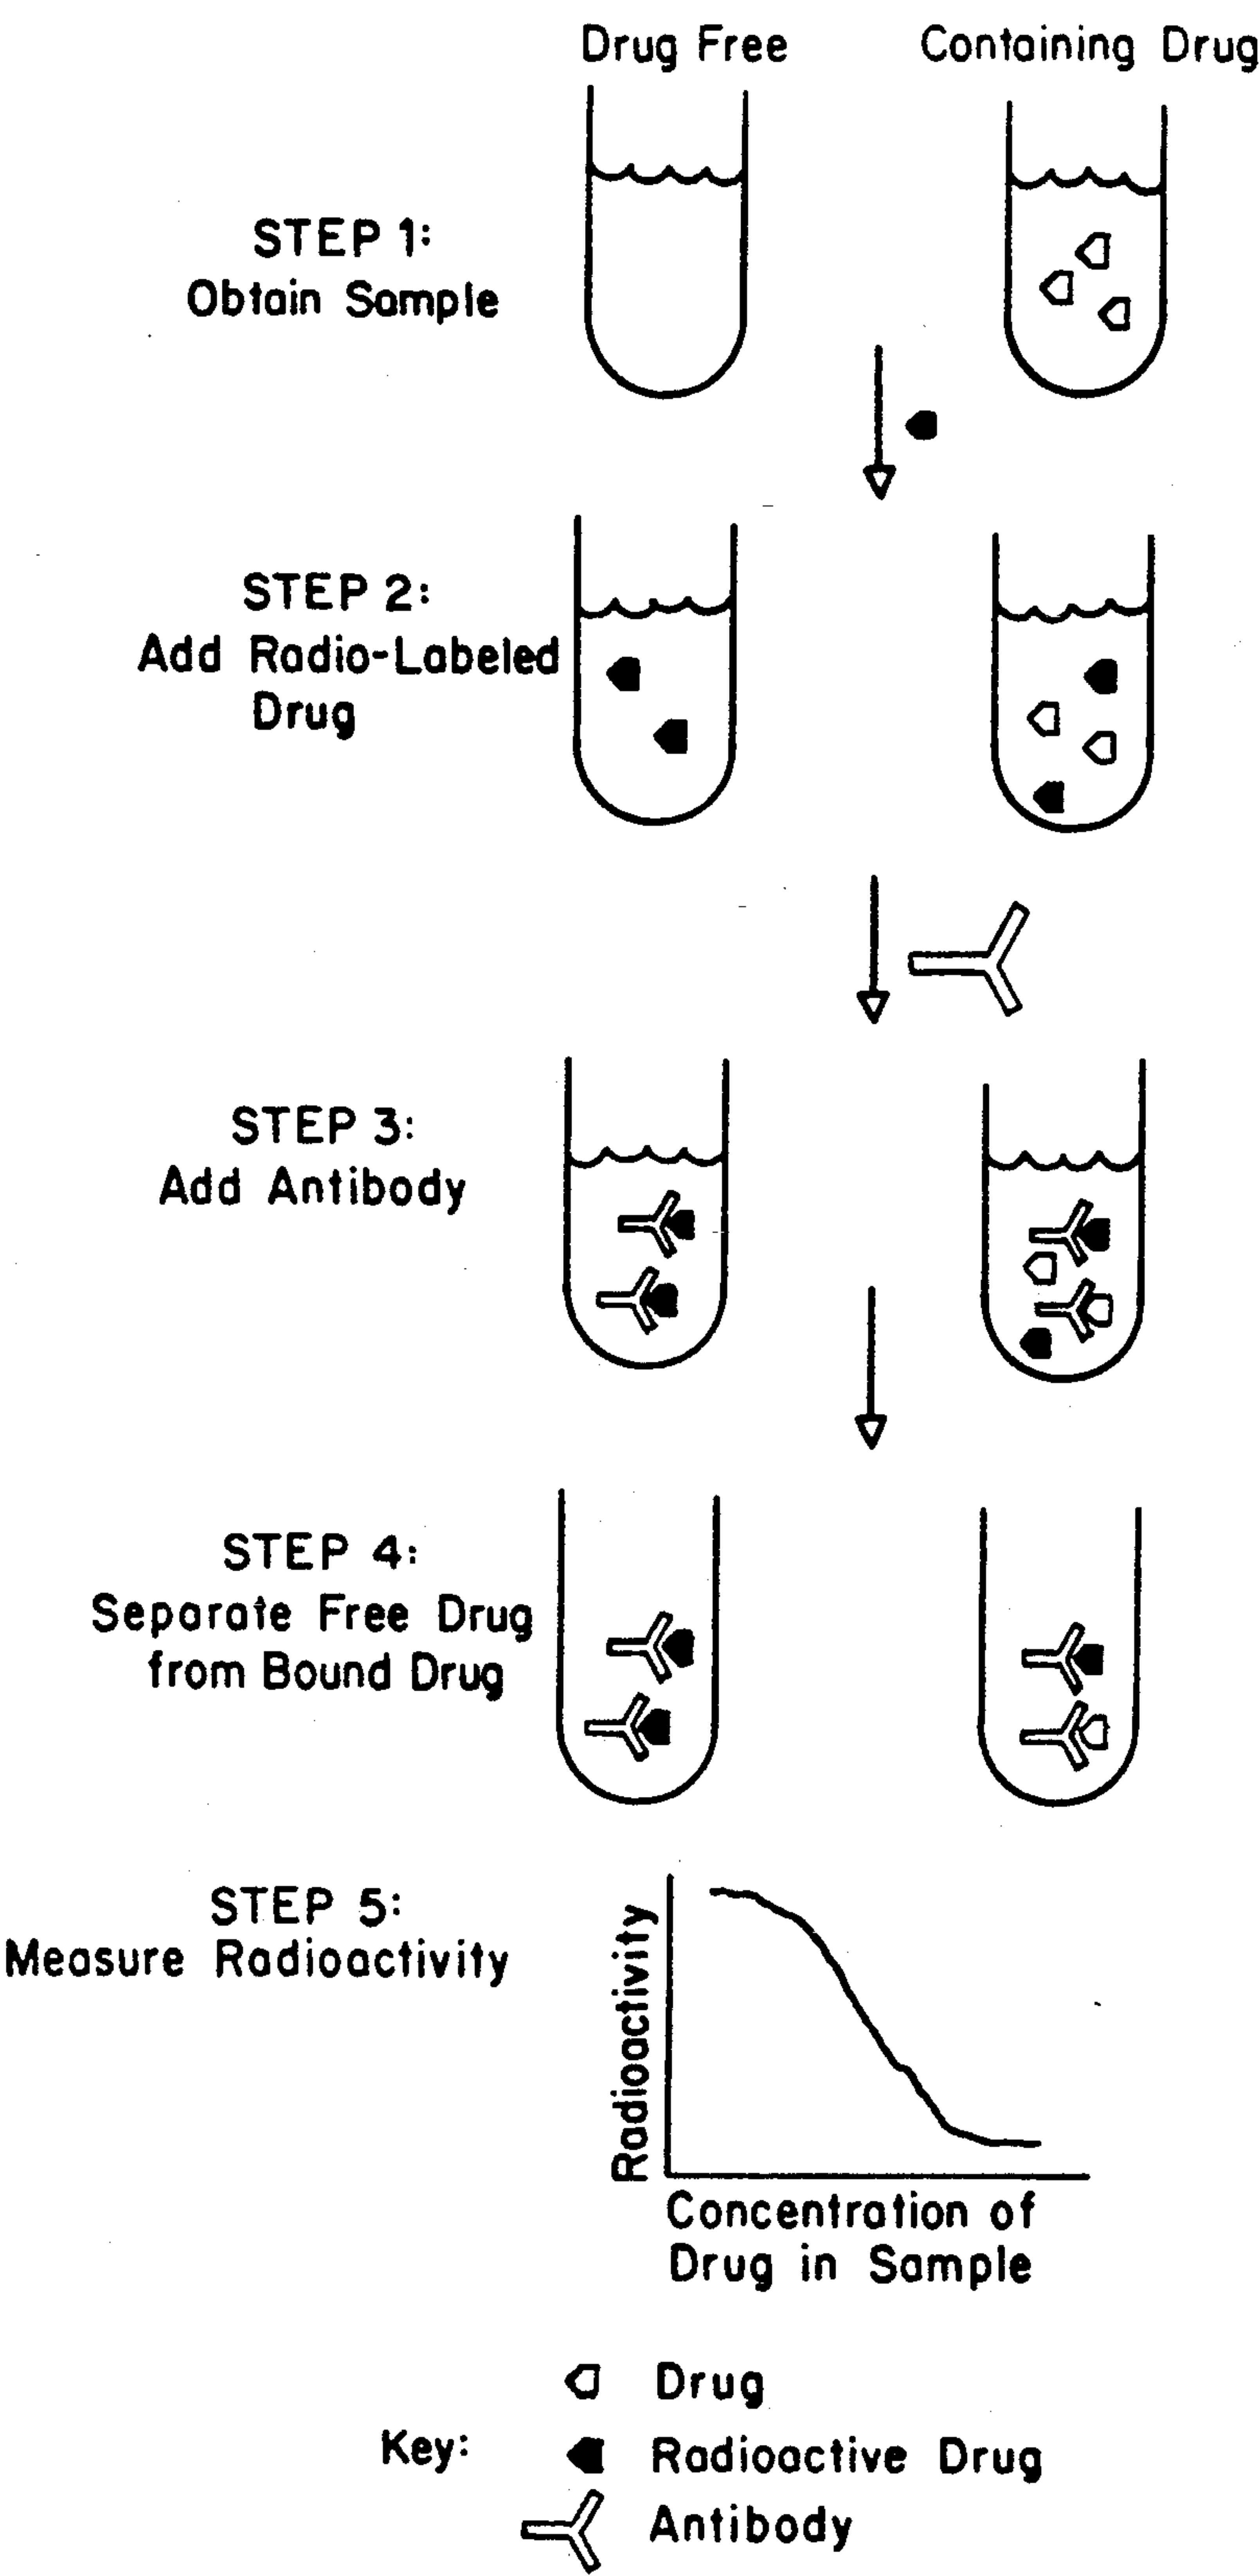 Drug Free
Containing Drug
STEP 1:
Obtain Sample
STEP 2:
Add Radio-Labeled
Drug
STEP 3:
Add Antibody
STEP 4:
Separate Free Drug
from Bound Drug
STEP 5:
Measure Radioactivity
Radioactivity
Concentration of
Drug in Sample
Key:
Drug
Radioactive Drug
Antibody